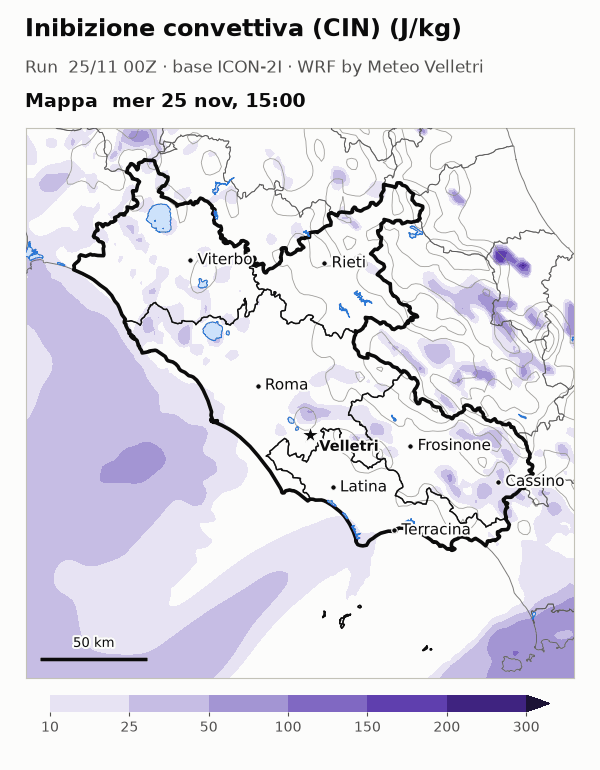 Inibizione convettiva (CIN) (J/kg)
Run 25/11 00Z · base ICON-2I · WRF by Meteo Velletri
Mappa mer 25 nov, 15:00
Viterbo
Rieti
Roma
Velletri
Frosinone
Cassino
Latina
Terracina
50 km
10 25 50 100 150 200 300